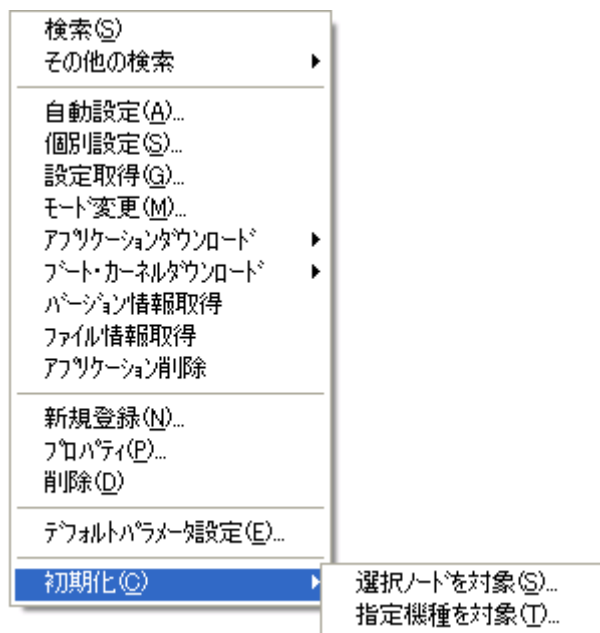 検索(S)
その他の検索
自動設定(A)...
個別設定(S)...
設定取得(G)...
ﾓｰﾄﾞ変更(M)...
ｱﾌﾟﾘｹｰｼｮﾝﾀﾞｳﾝﾛｰﾄﾞ
ﾌﾞｰﾄ・ｶｰﾈﾙﾀﾞｳﾝﾛｰﾄﾞ
ﾊﾞｰｼﾞｮﾝ情報取得
ﾌｧｲﾙ情報取得
ｱﾌﾟﾘｹｰｼｮﾝ削除
新規登録(N)...
ﾌﾟﾛﾊﾟﾃｨ(P)...
削除(D)
ﾃﾞﾌｫﾙﾄﾊﾟﾗﾒｰﾀ設定(E)...
初期化(C)
選択ﾉｰﾄﾞを対象(S)...
指定機種を対象(T)...